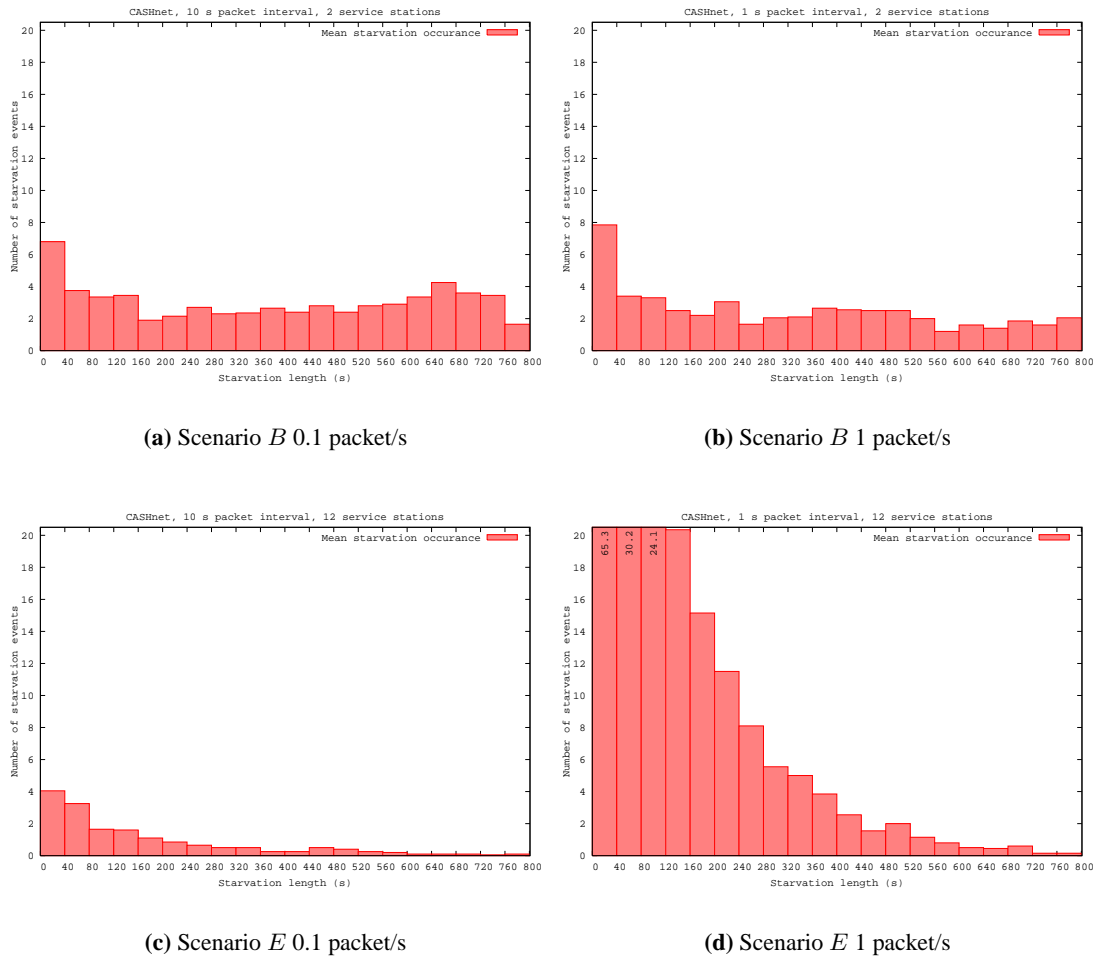 CASHnet, 10 s packet interval, 2 service stations
Mean starvation occurance
Number of starvation events
20
18
16
14
12
10
8
6
4
2
0
0 40 80 120 160 200 240 280 320 360 400 440 480 520 560 600 640 680 720 760 800
Starvation length (s)
(a) Scenario B 0.1 packet/s
CASHnet, 1 s packet interval, 2 service stations
Mean starvation occurance
Number of starvation events
20
18
16
14
12
10
8
6
4
2
0
0 40 80 120 160 200 240 280 320 360 400 440 480 520 560 600 640 680 720 760 800
Starvation length (s)
(b) Scenario B 1 packet/s
CASHnet, 10 s packet interval, 12 service stations
Mean starvation occurance
Number of starvation events
20
18
16
14
12
10
8
6
4
2
0
0 40 80 120 160 200 240 280 320 360 400 440 480 520 560 600 640 680 720 760 800
Starvation length (s)
(c) Scenario E 0.1 packet/s
CASHnet, 1 s packet interval, 12 service stations
Mean starvation occurance
65.3
30.2
24.1
Number of starvation events
20
18
16
14
12
10
8
6
4
2
0
0 40 80 120 160 200 240 280 320 360 400 440 480 520 560 600 640 680 720 760 800
Starvation length (s)
(d) Scenario E 1 packet/s